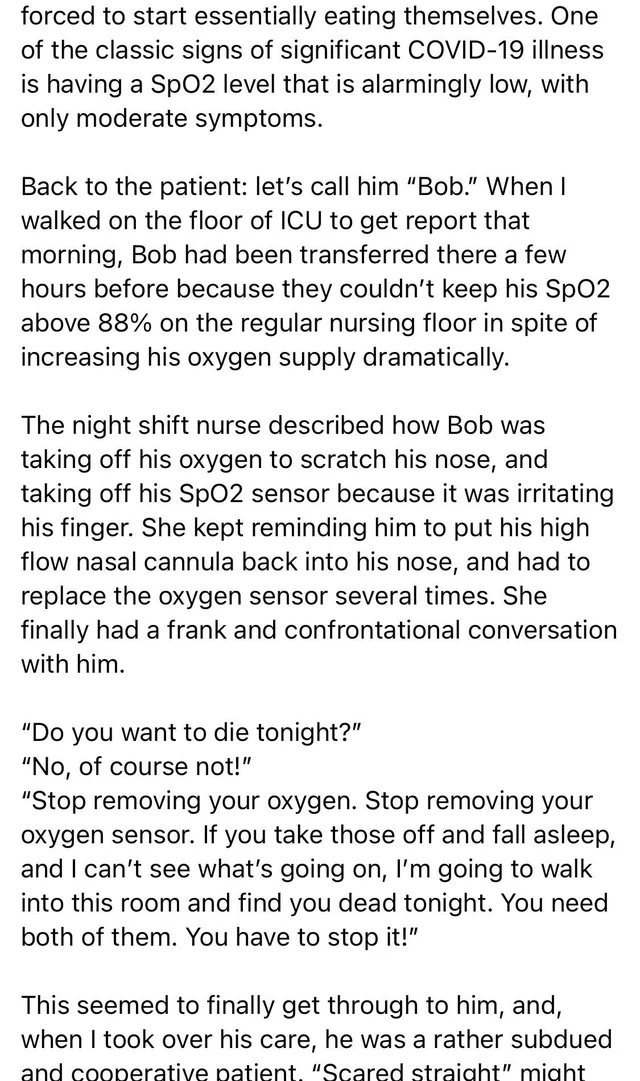 forced to start essentially eating themselves. One
of the classic signs of significant COVID-19 illness
is having a SpO2 level that is alarmingly low, with
only moderate symptoms.
Back to the patient: let’s call him “Bob.” When I
walked on the floor of ICU to get report that
morning, Bob had been transferred there a few
hours before because they couldn’t keep his SpO2
above 88% on the regular nursing floor in spite of
increasing his oxygen supply dramatically.
The night shift nurse described how Bob was
taking off his oxygen to scratch his nose, and
taking off his SpO2 sensor because it was irritating
his finger. She kept reminding him to put his high
flow nasal cannula back into his nose, and had to
replace the oxygen sensor several times. She
finally had a frank and confrontational conversation
with him.
“Do you want to die tonight?”
“No, of course not!”
“Stop removing your oxygen. Stop removing your
oxygen sensor. If you take those off and fall asleep,
and I can’t see what’s going on, I’m going to walk
into this room and find you dead tonight. You need
both of them. You have to stop it!”
This seemed to finally get through to him, and,
when I took over his care, he was a rather subdued
and cooperative patient. “Scared straight” might